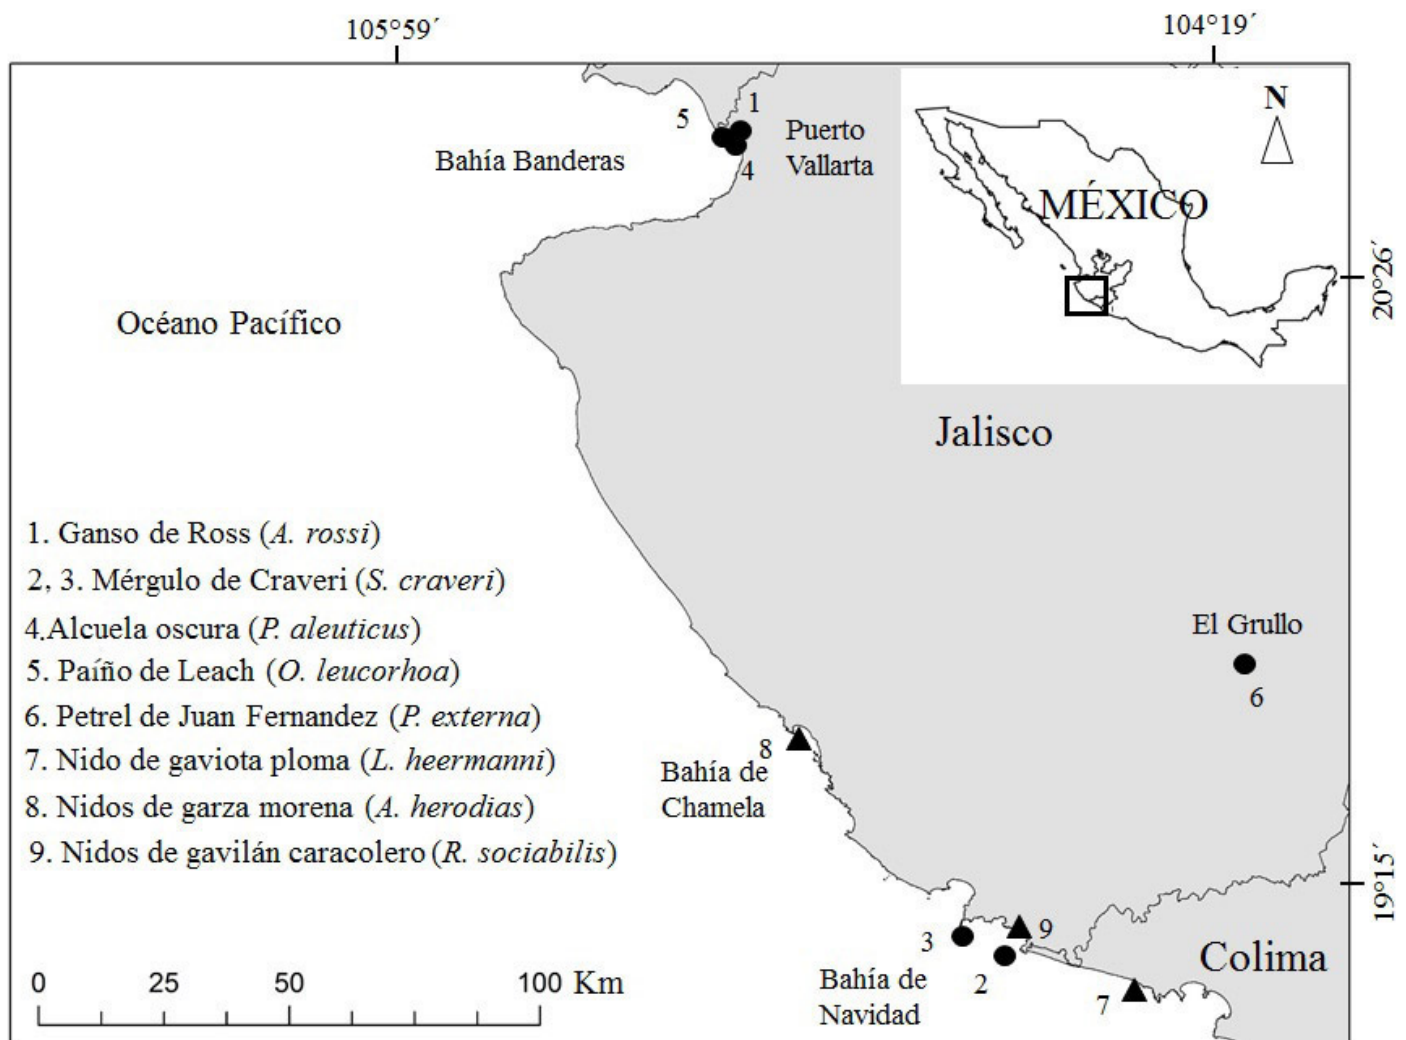 105°59´
104°19´
1
5
Puerto
Vallarta
Bahía Banderas
4
N
MÉXICO
20°26´
Océano Pacífico
Jalisco
1. Ganso de Ross (A. rossi)
2, 3. Mérgulo de Craveri (S. craveri)
4.Alcuela oscura (P. aleuticus)
5. Paíño de Leach (O. leucorhoa)
6. Petrel de Juan Fernandez (P. externa)
7. Nido de gaviota ploma (L. heermanni)
8. Nidos de garza morena (A. herodias)
9. Nidos de gavilán caracolero (R. sociabilis)
El Grullo
6
8
Bahía de
Chamela
19°15´
3
9
2
7
Bahía de
Navidad
Colima
0 25 50 100 Km